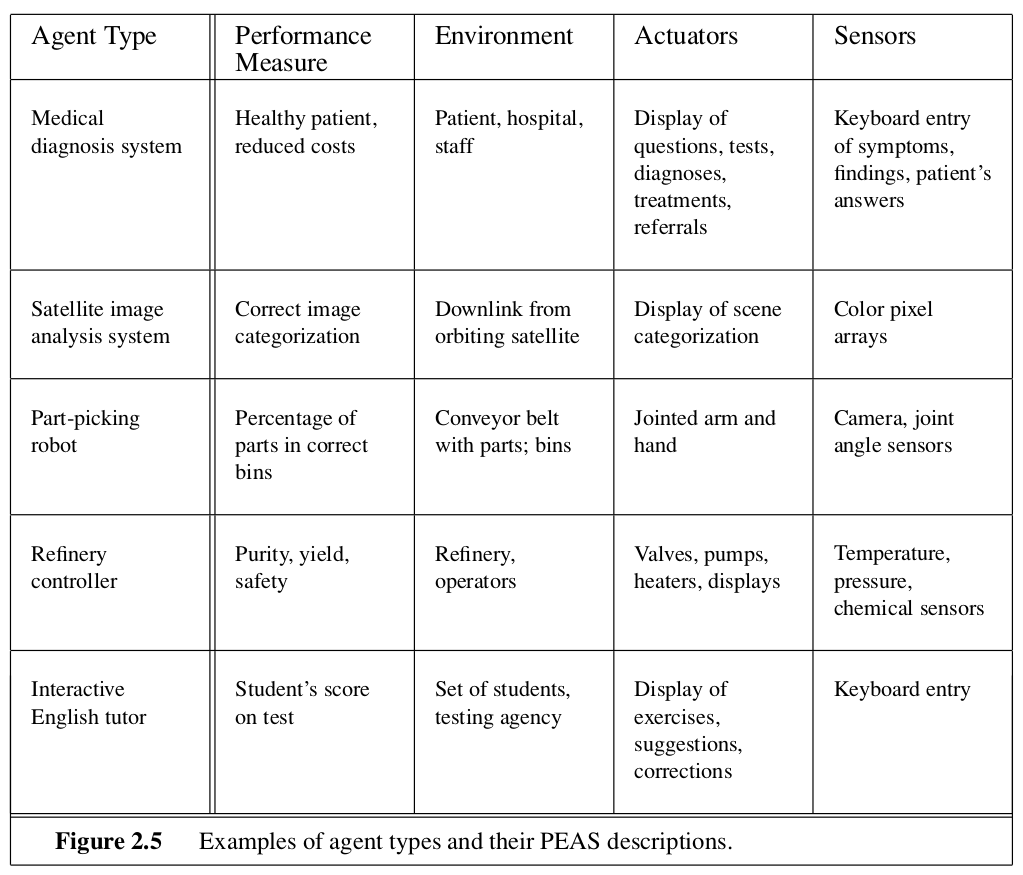 Agent Type
Performance
Measure
Environment
Actuators
Sensors
Medical
diagnosis system
Healthy patient,
reduced costs
Patient, hospital,
staff
Display of
questions, tests,
diagnoses,
treatments,
referrals
Keyboard entry
of symptoms,
findings, patient’s
answers
Satellite image
analysis system
Correct image
categorization
Downlink from
orbiting satellite
Display of scene
categorization
Color pixel
arrays
Part-picking
robot
Percentage of
parts in correct
bins
Conveyor belt
with parts; bins
Jointed arm and
hand
Camera, joint
angle sensors
Refinery
controller
Purity, yield,
safety
Refinery,
operators
Valves, pumps,
heaters, displays
Temperature,
pressure,
chemical sensors
Interactive
English tutor
Student’s score
on test
Set of students,
testing agency
Display of
exercises,
suggestions,
corrections
Keyboard entry
Figure 2.5 Examples of agent types and their PEAS descriptions.